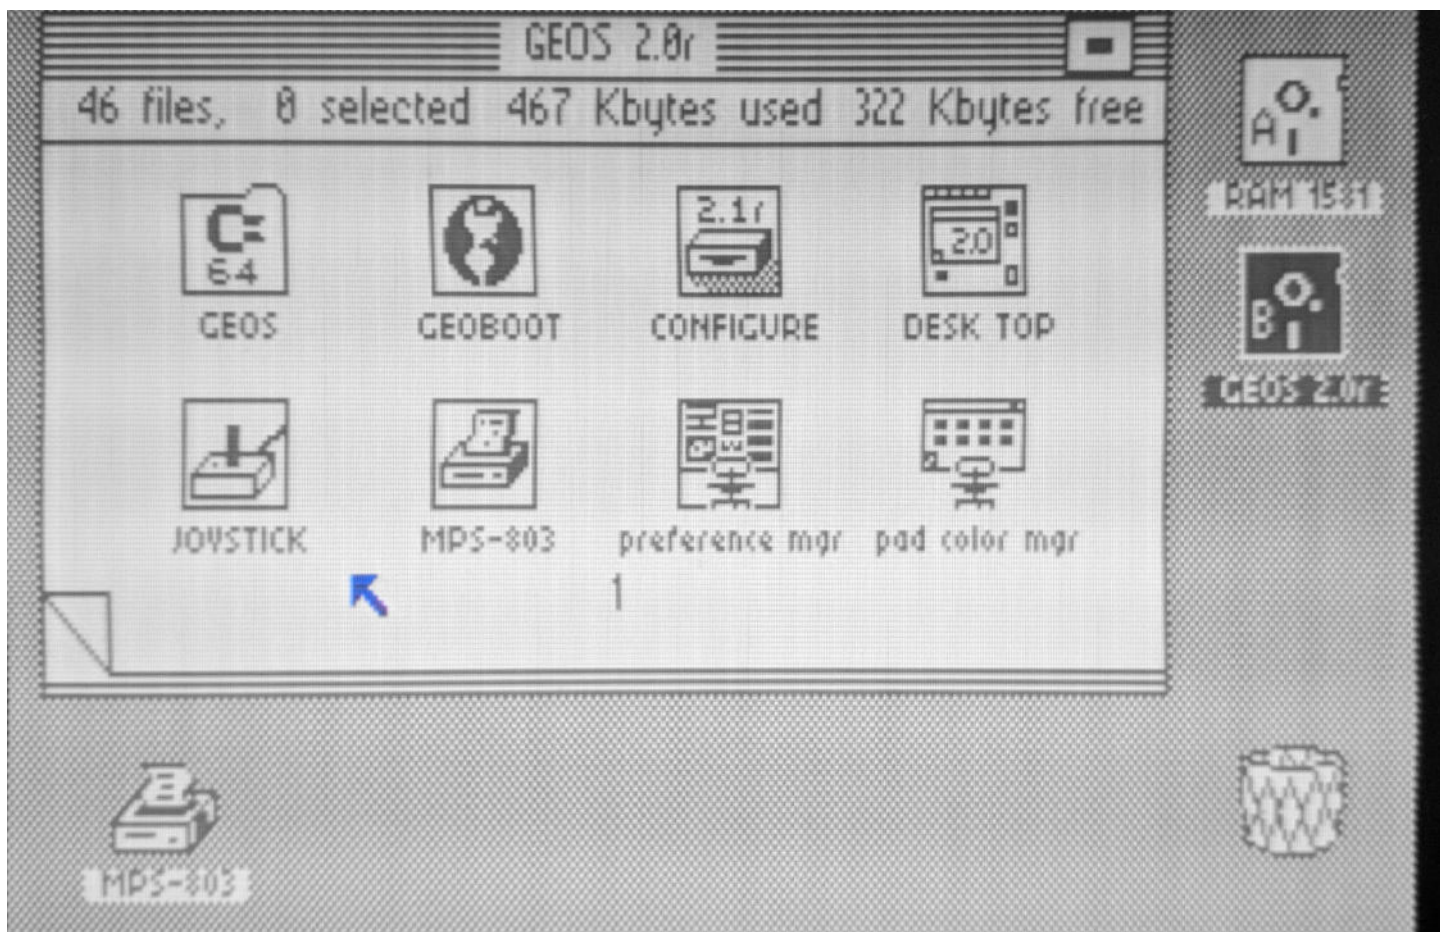 GEOS 2.0r
46 files, 0 selected 467 Kbytes used 322 Kbytes free
C=
64
GEOS
GEOBOOT
2.1r
CONFIGURE
2.0
DESK TOP
JOYSTICK
MPS-803
preference mgr
pad color mgr
1
A
RAM 1581
B
GEOS 2.0r
MPS-803